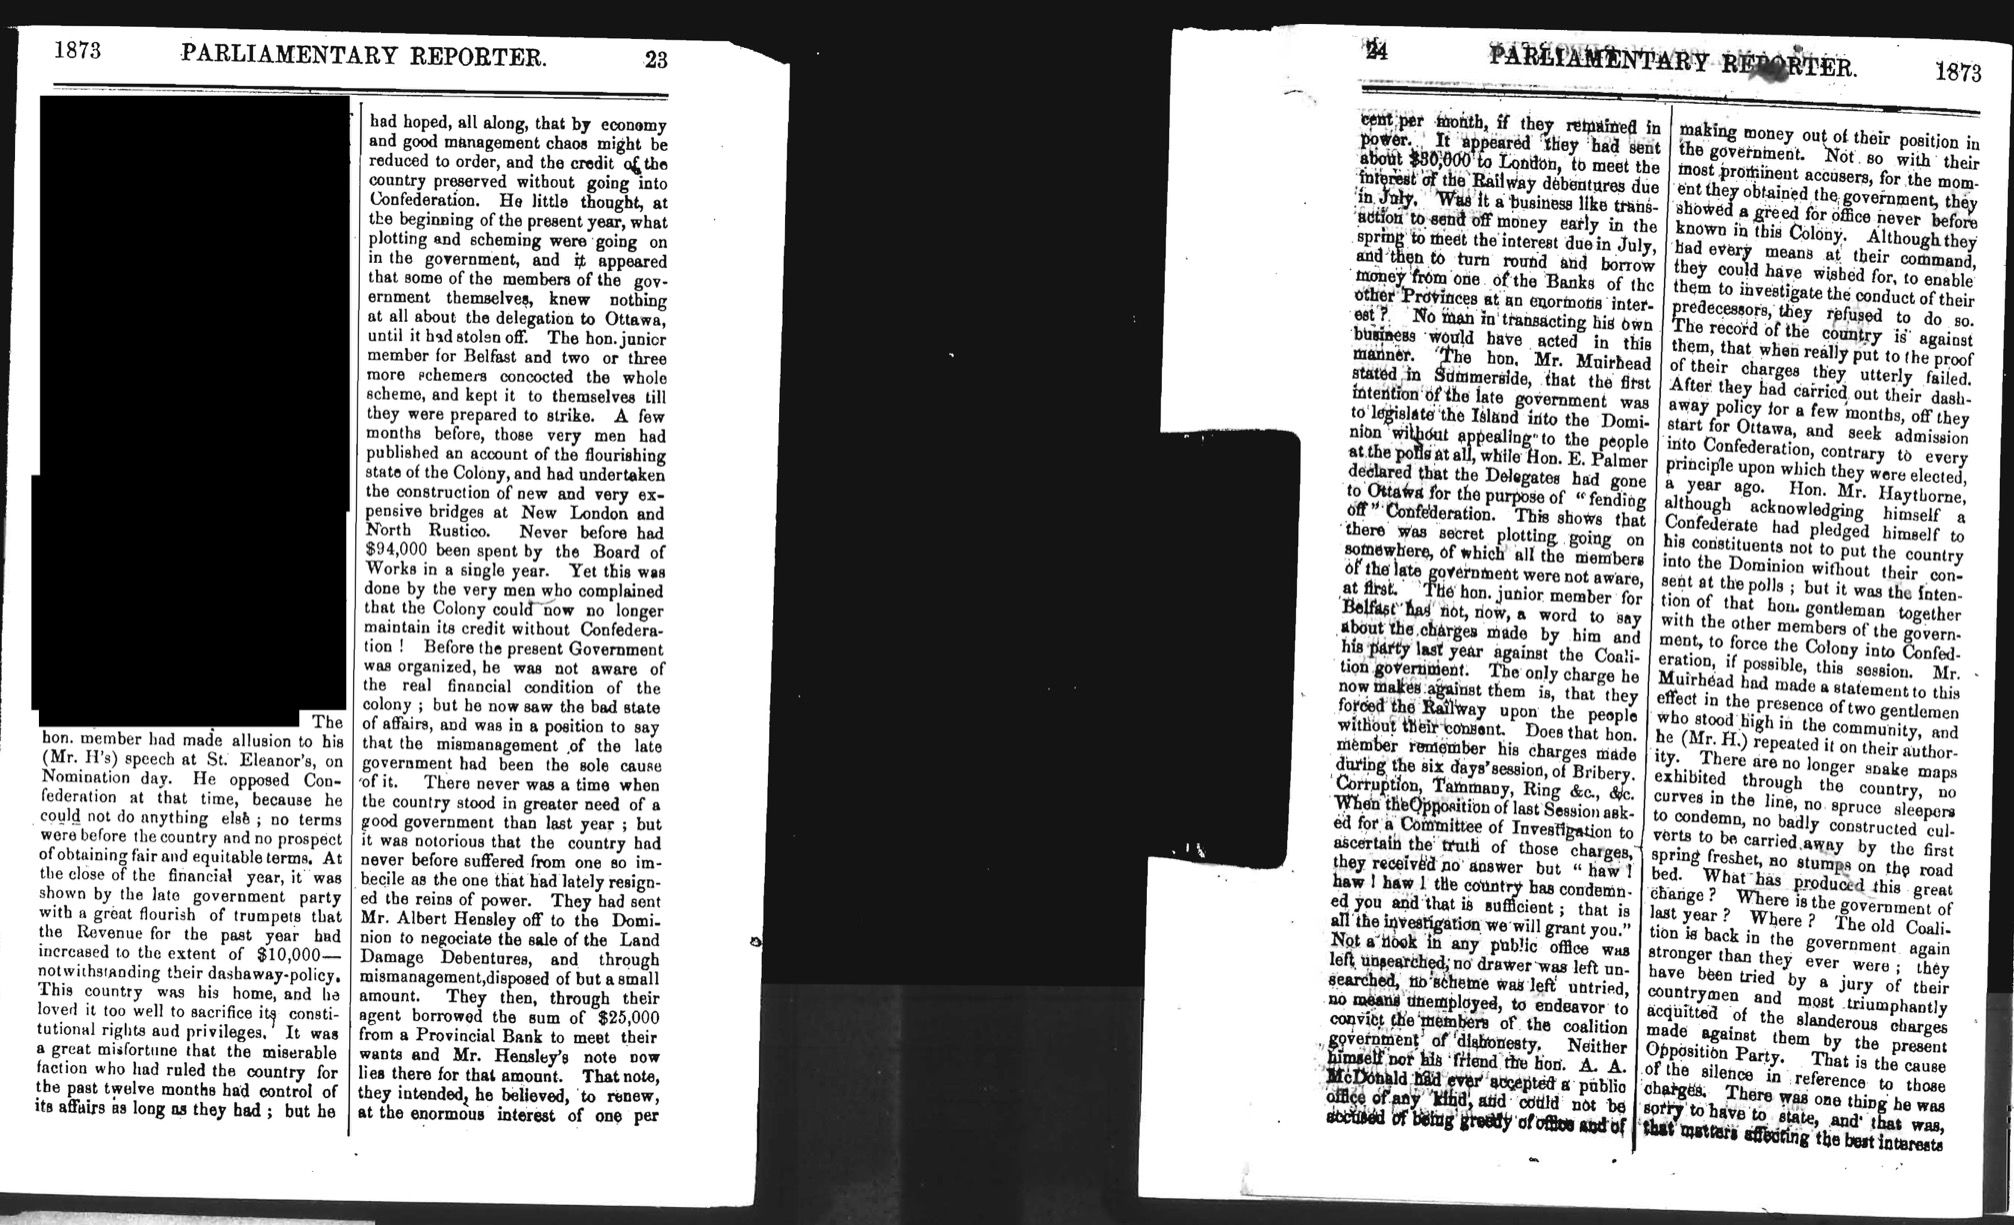 1873 PARLIAMENTARY REPORTER. 23
The
hon. member had made allusion to his
(Mr. H's) speech at St. Eleanor's, on
Nomination day. He opposed Con-
federation at that time, because he
could not do anything else ; no terms
were before the country and no prospect
of obtaining fair and equitable terms. At
the close of the financial year, it was
shown by the late government party
with a great flourish of trumpets that
the Revenue for the past year had
increased to the extent of $10,000—
notwithstanding their dashaway-policy.
This country was his home, and he
loved it too well to sacrifice its consti-
tutional rights aud privileges. It was
a great misfortune that the miserable
faction who had ruled the country for
the past twelve months had control of
its affairs as long as they had ; but he
had hoped, all along, that by economy
and good management chaos might be
reduced to order, and the credit of the
country preserved without going into
Confederation. He little thought, at
the beginning of the present year, what
plotting and scheming were going on
in the government, and it appeared
that some of the members of the gov-
ernment themselves, knew nothing
at all about the delegation to Ottawa,
until it had stolen off. The hon. junior
member for Belfast and two or three
more schemers concocted the whole
scheme, and kept it to themselves till
they were prepared to strike. A few
months before, those very men had
published an account of the flourishing
state of the Colony, and had undertaken
the construction of new and very ex-
pensive bridges at New London and
North Rustico. Never before had
$94,000 been spent by the Board of
Works in a single year. Yet this was
done by the very men who complained
that the Colony could now no longer
maintain its credit without Confedera-
tion ! Before the present Government
was organized, he was not aware of
the real financial condition of the
colony ; but he now saw the bad state
of affairs, and was in a position to say
that the mismanagement of the late
government had been the sole cause
of it. There never was a time when
the country stood in greater need of a
good government than last year ; but
it was notorious that the country had
never before suffered from one so im-
becile as the one that had lately resign-
ed the reins of power. They had sent
Mr. Albert Hensley off to the Domi-
nion to negociate the sale of the Land
Damage Debentures, and through
mismanagement,disposed of but a small
amount. They then, through their
agent borrowed the sum of $25,000
from a Provincial Bank to meet their
wants and Mr. Hensley's note now
lies there for that amount. That note,
they intended, he believed, to renew,
at the enormous interest of one per
24 PARLIAMENTARY REPORTER. 1873
cent per month, if they remained in
power. It appeared they had sent
about $30,000 to London, to meet the
interest of the Railway debentures due
in July. Was it a business like trans-
action to send off money early in the
spring to meet the interest due in July,
and then to turn round and borrow
money from one of the Banks of the
other Provinces at an enormous inter-
est ? No man in transacting his own
business would have acted in this
manner. The hon. Mr. Muirhead
stated in Summerside, that the first
intention of the late government was
to legislate the Island into the Domi-
nion without appealing to the people
at the polls at all, while Hon. E. Palmer
declared that the Delegates had gone
to Ottawa for the purpose of "fending
off" Confederation. This shows that
there was secret plotting going on
somewhere, of which all the members
of the late government were not aware,
at first. The hon. junior member for
Belfast has not, now, a word to say
about the charges made by him and
his party last year against the Coali-
tion government. The only charge he
now makes against them is, that they
forced the Railway upon the people
without their consent. Does that hon.
member remember his charges made
during the six days' session, of Bribery.
Corruption, Tammany, Ring &c., &c.
When the Opposition of last Session ask-
ed for a Committee of Investigation to
ascertain the truth of those charges,
they received no answer but "haw !
haw ! haw ! the country has condemn-
ed you and that is sufficient ; that is
all the investigation we will grant you."
Not a nook in any public office was
left unsearched, no drawer was left un-
searched, no scheme was left untried,
no means unemployed, to endeavor to
convict the members of the coalition
government of dishonesty. Neither
himself nor his friend the hon. A. A.
McDonald had ever accepted a public
office of any kind, and could not be
accused of being greedy of office and of
making money out of their position in
the government. Not so with their
most prominent accusers, for the mom-
ent they obtained the government, they
showed a greed for office never before
known in this Colony. Although they
had every means at their command,
they could have wished for, to enable
them to investigate the conduct of their
predecessors, they refused to do so.
The record of the country is against
them, that when really put to the proof
of their charges they utterly failed.
After they had carried out their dash-
away policy for a few months, off they
start for Ottawa, and seek admission
into Confederation, contrary to every
principle upon which they were elected,
a year ago. Hon. Mr. Haythorne,
although acknowledging himself a
Confederate had pledged himself to
his constituents not to put the country
into the Dominion without their con-
sent at the polls ; but it was the inten-
tion of that hon. gentleman together
with the other members of the govern-
ment, to force the Colony into Confed-
eration, if possible, this session. Mr.
Muirhead had made a statement to this
effect in the presence of two gentlemen
who stood high in the community, and
he (Mr. H.) repeated it on their author-
ity. There are no longer snake maps
exhibited through the country, no
curves in the line, no spruce sleepers
to condemn, no badly constructed cul-
verts to be carried away by the first
spring freshet, no stumps on the road
bed. What has produced this great
change ? Where is the government of
last year ? Where ? The old Coali-
tion is back in the government again
stronger than they ever were ; they
have been tried by a jury of their
countrymen and most triumphantly
acquitted of the slanderous charges
made against them by the present
Opposition Party. That is the cause
of the silence in reference to those
charges. There was one thing he was
sorry to have to state, and that was,
that matters affecting the best interests